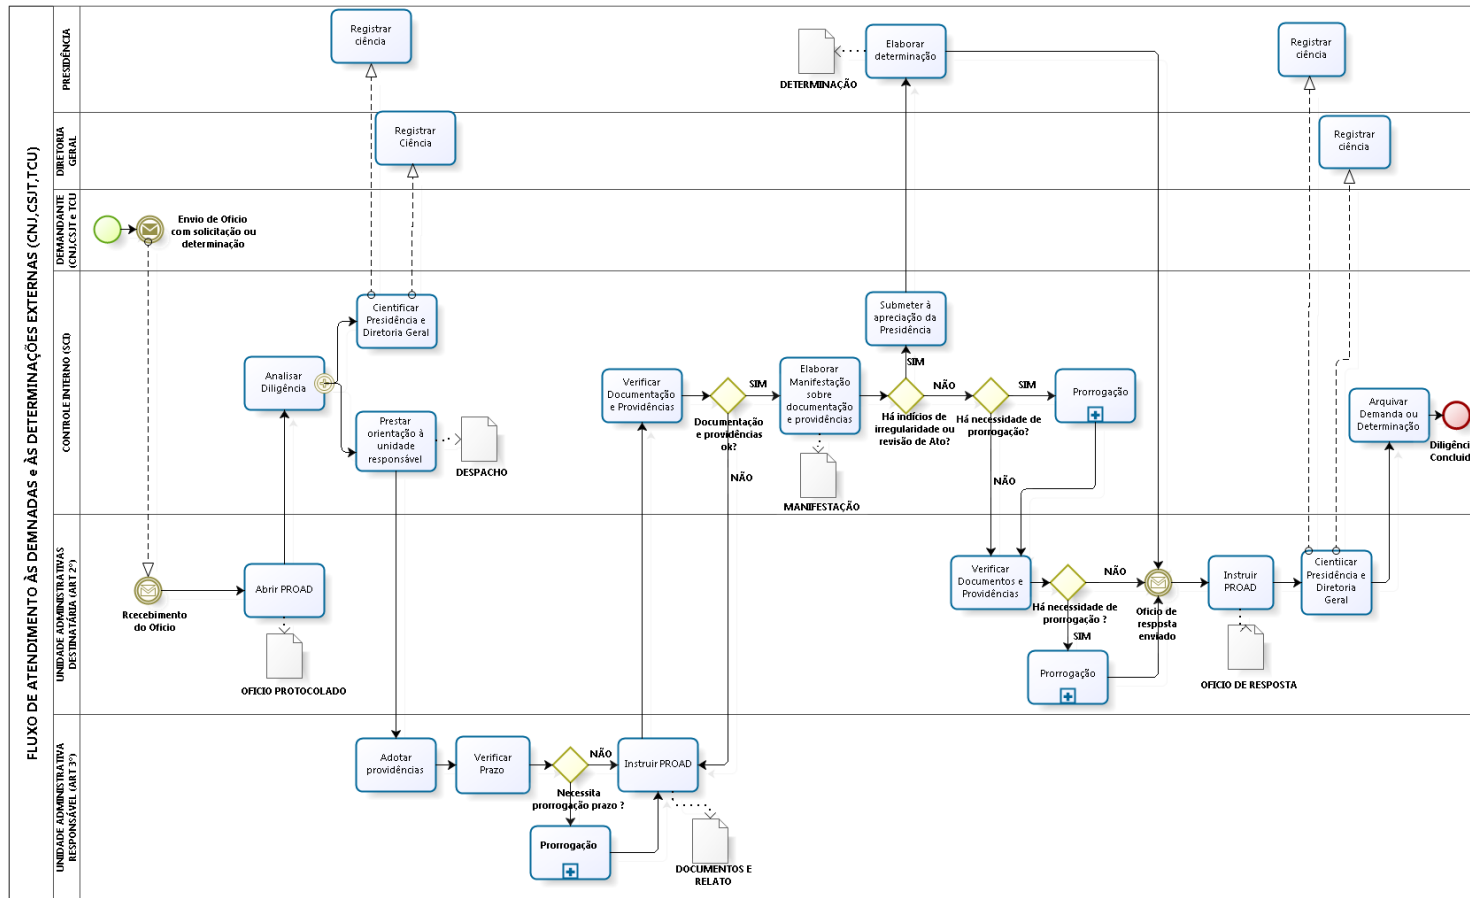 FLUXO DE ATENDIMENTO ÀS DEMNADAS e ÀS DETERMINAÇÕES EXTERNAS (CNJ,CSJT,TCU)
PRESIDÊNCIA
Registrar
ciência
Elaborar
determinação
DETERMINAÇÃO
Registrar
ciência
DIRETORIA
GERAL
Registrar
Ciência
Registrar
ciência
DEMANDANTE
(CNJ,CSJT e TCU
Envio de Oficio
com solicitação ou
determinação
CONTROLE INTERNO (SCI)
Cientificar
Presidência e
Diretoria Geral
Analisar
Diligência
Prestar
orientação à
unidade
responsável
DESPACHO
Verificar
Documentação
e Providências
SIM
Documentação
e providências
ok?
NÃO
Elaborar
Manifestação
sobre
documentação
e providências
MANIFESTAÇÃO
Submeter à
apreciação da
Presidência
SIM
NÃO
Há indícios de
irregularidade ou
revisão de Ato?
SIM
Há necessidade de
prorrogação?
NÃO
Prorrogação
Arquivar
Demanda ou
Determinação
Diligênci
Concluid
UNIDADE ADMINISTRATIVAS
DESTINATÁRIA (ART 2º)
Rcecebimento
do Oficio
Abrir PROAD
OFICIO PROTOCOLADO
Verificar
Documentos e
Providências
NÃO
Há necessidade de
prorrogação ?
SIM
Prorrogação
Oficio de
resposta
enviado
Instruir
PROAD
OFICIO DE RESPOSTA
Cientiicar
Presidência e
Diretoria
Geral
UNIDADE ADMINISTRATIVA
RESPONSÁVEL (ART 3º)
Adotar
providências
Verificar
Prazo
NÃO
Necessita
prorrogação prazo ?
Prorrogação
Instruir PROAD
DOCUMENTOS E
RELATO